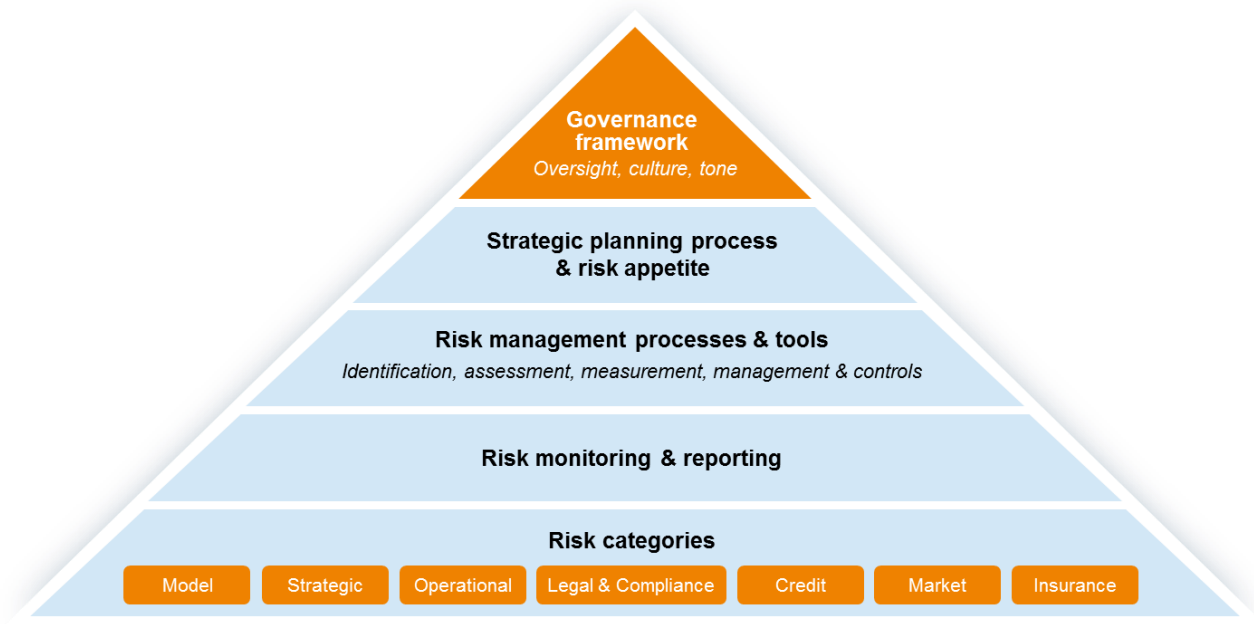 Governance
framework
Oversight, culture, tone
Strategic planning process
& risk appetite
Risk management processes & tools
Identification, assessment, measurement, management & controls
Risk monitoring & reporting
Risk categories
Model Strategic Operational Legal & Compliance Credit Market Insurance